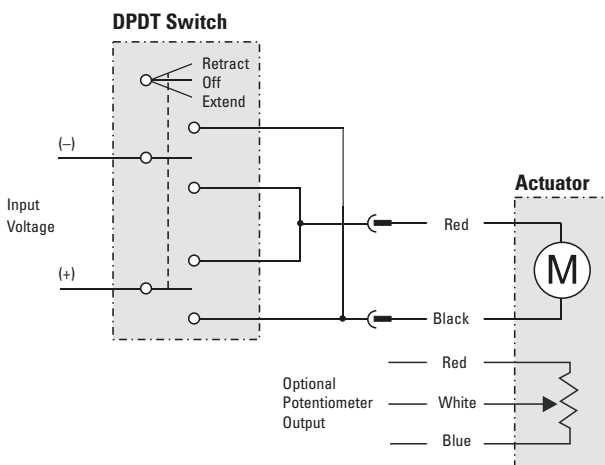 DPDT Switch
Retract
Off
Extend
(–)
Input
Voltage
(+)
Actuator
Red
M
Black
Red
Optional
Potentiometer
Output
White
Blue